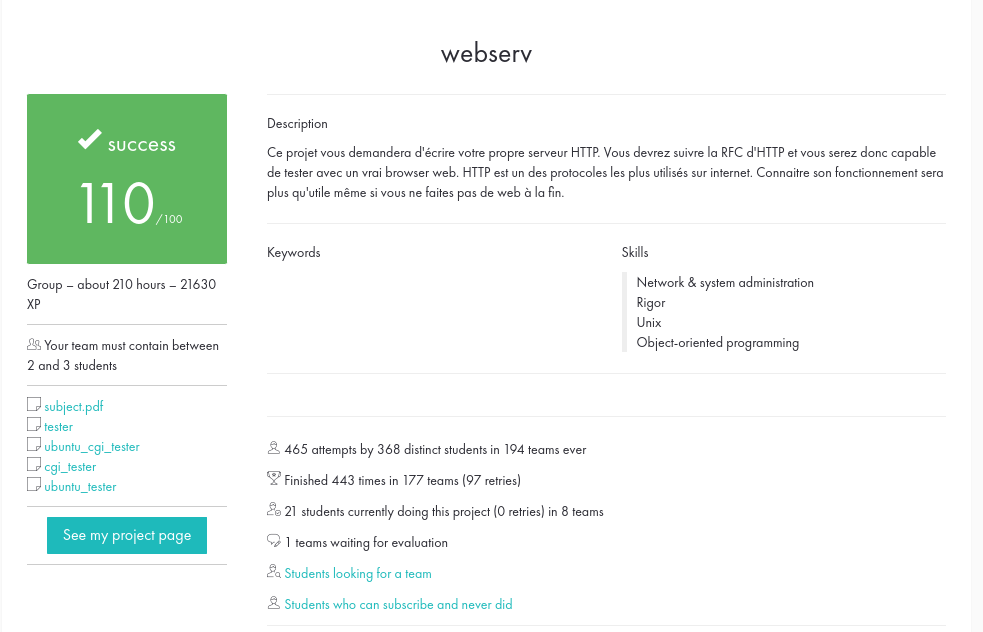 webserv
success
110/100
Group – about 210 hours – 21630
XP
Your team must contain between
2 and 3 students
subject.pdf
tester
ubuntu_cgi_tester
cgi_tester
ubuntu_tester
See my project page
Description
Ce projet vous demandera d'écrire votre propre serveur HTTP. Vous devrez suivre la RFC d'HTTP et vous serez donc capable
de tester avec un vrai browser web. HTTP est un des protocoles les plus utilisés sur internet. Connaitre son fonctionnement sera
plus qu'utile même si vous ne faites pas de web à la fin.
Keywords
Skills
Network & system administration
Rigor
Unix
Object-oriented programming
465 attempts by 368 distinct students in 194 teams ever
Finished 443 times in 177 teams (97 retries)
21 students currently doing this project (0 retries) in 8 teams
1 teams waiting for evaluation
Students looking for a team
Students who can subscribe and never did